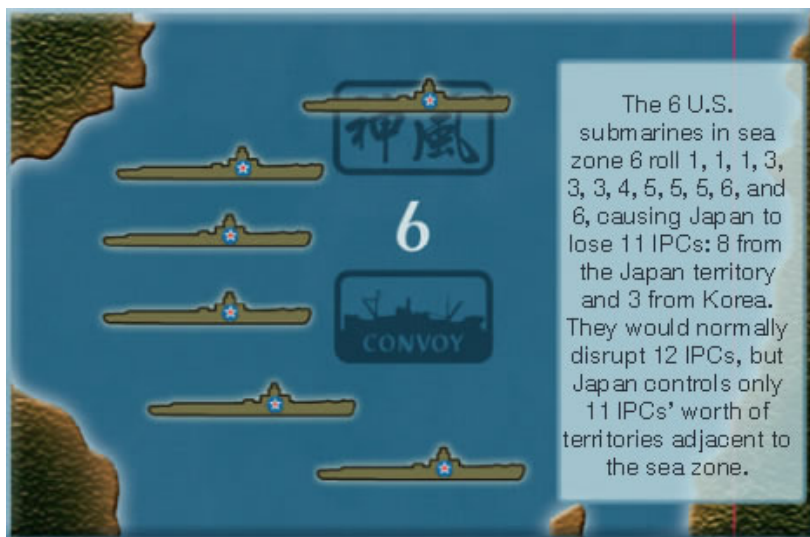 神風
6
CONVOY
The 6 U.S.
submarines in sea
zone 6 roll 1, 1, 1, 3,
3, 3, 4, 5, 5, 5, 6, and
6, causing Japan to
lose 11 IPCs: 8 from
the Japan territory
and 3 from Korea.
They would normally
disrupt 12 IPCs, but
Japan controls only
11 IPCs’ worth of
territories adjacent to
the sea zone.